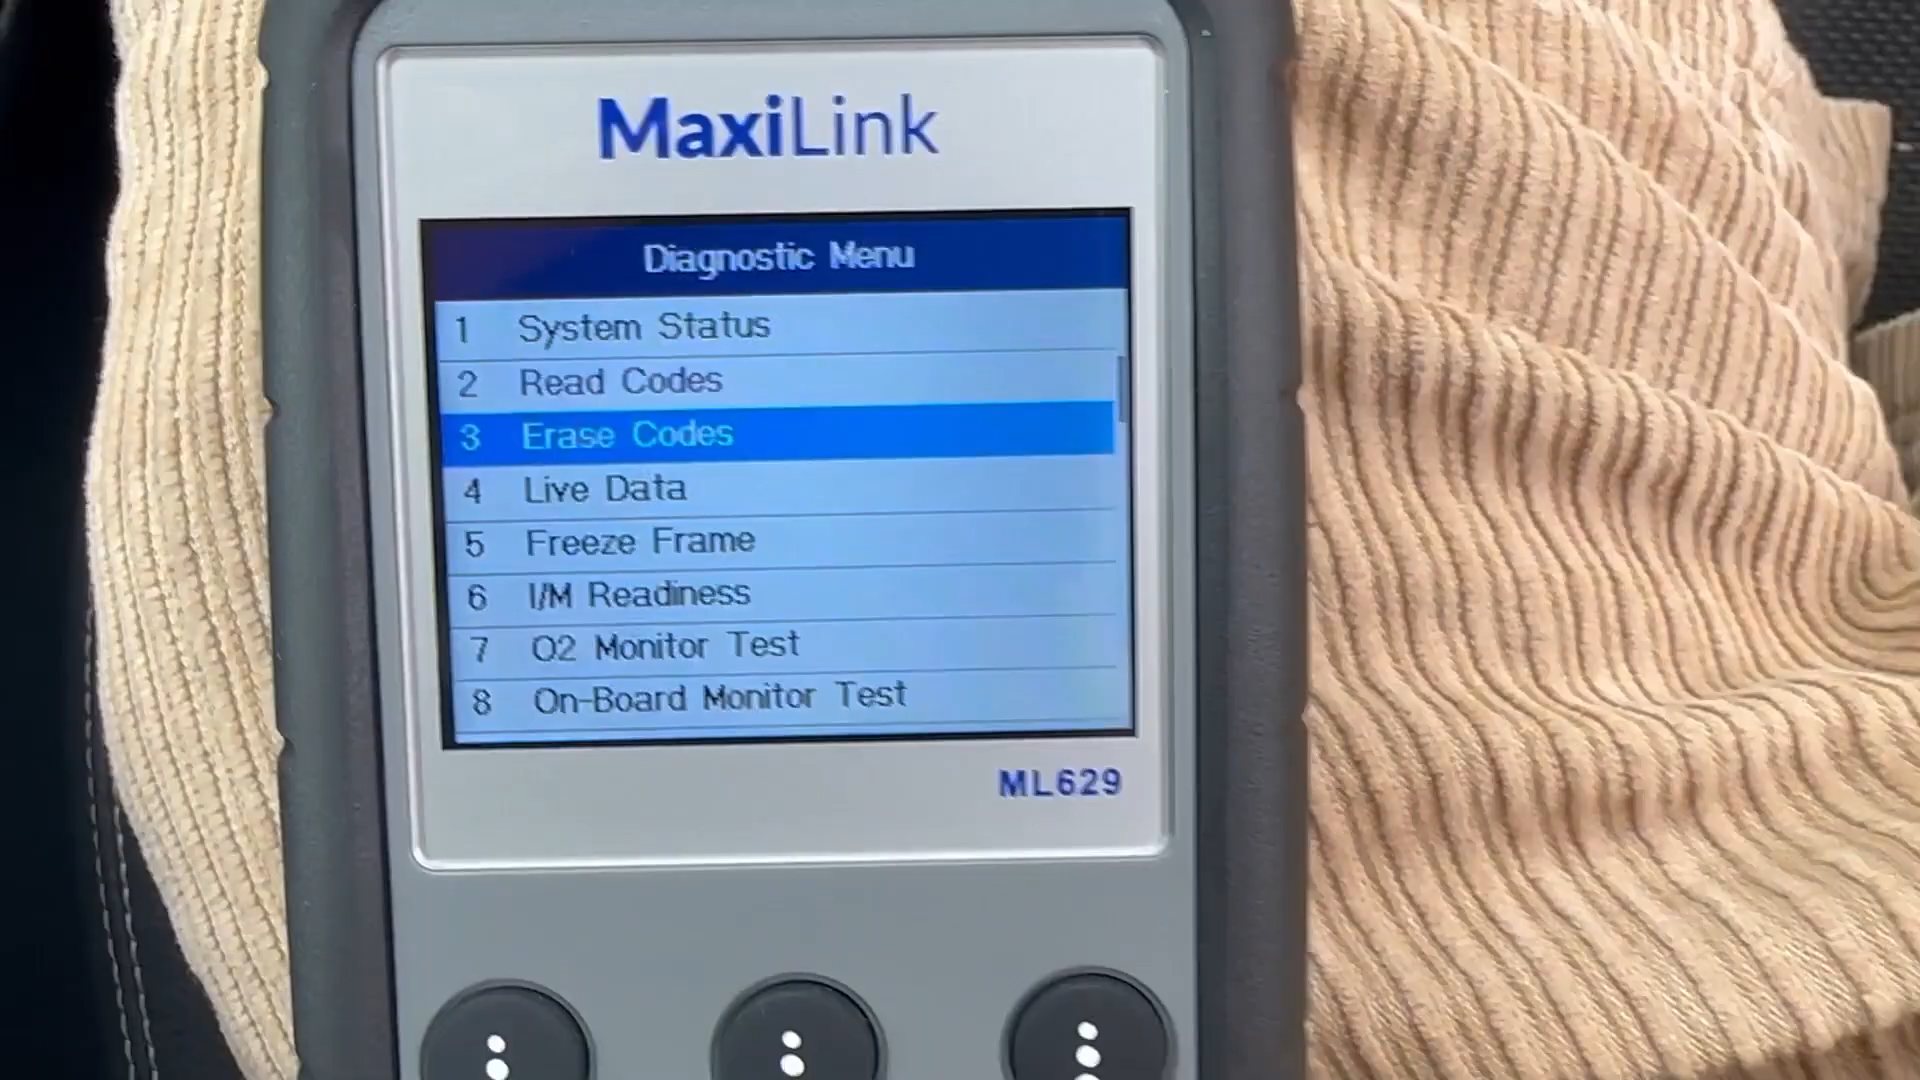 MaxiLink
Diagnostic Menu
1 System Status
2 Read Codes
3 Erase Codes
4 Live Data
5 Freeze Frame
6 I/M Readiness
7 O2 Monitor Test
8 On-Board Monitor Test
ML629